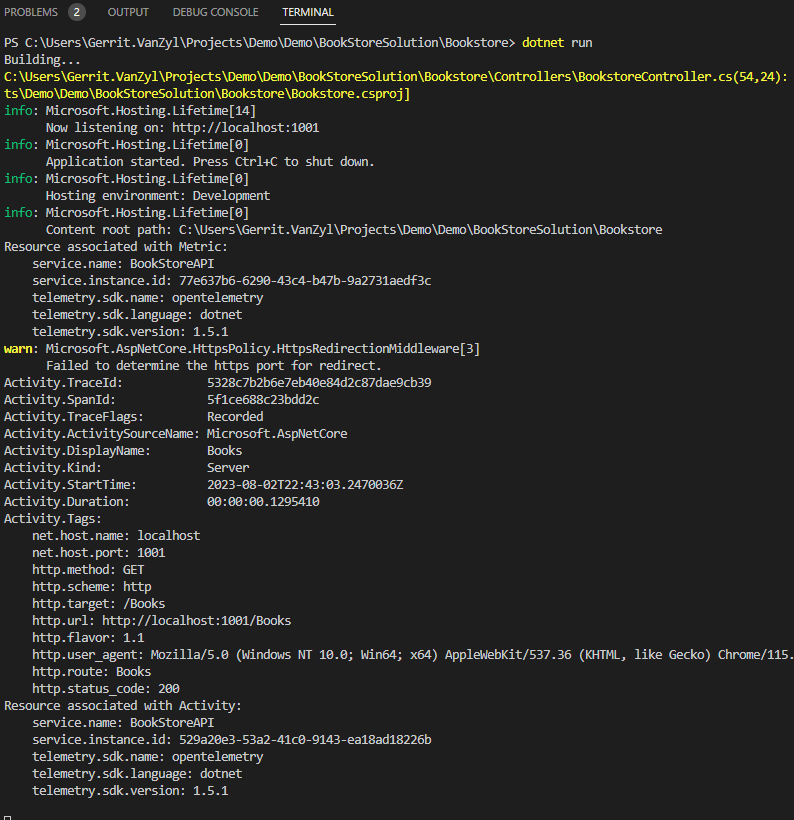 PROBLEMS 2 OUTPUT DEBUG CONSOLE TERMINAL
PS C:\Users\Gerrit.VanZyl\Projects\Demo\Demo\BookStoreSolution\Bookstore> dotnet run
Building...
C:\Users\Gerrit.VanZyl\Projects\Demo\Demo\BookStoreSolution\Bookstore\Controllers\BookstoreController.cs(54,24):
ts\Demo\Demo\BookStoreSolution\Bookstore\Bookstore.csproj]
info: Microsoft.Hosting.Lifetime[14]
Now listening on: http://localhost:1001
info: Microsoft.Hosting.Lifetime[0]
Application started. Press Ctrl+C to shut down.
info: Microsoft.Hosting.Lifetime[0]
Hosting environment: Development
info: Microsoft.Hosting.Lifetime[0]
Content root path: C:\Users\Gerrit.VanZyl\Projects\Demo\Demo\BookStoreSolution\Bookstore
Resource associated with Metric:
service.name: BookStoreAPI
service.instance.id: 77e637b6-6290-43c4-b47b-9a2731aedf3c
telemetry.sdk.name: opentelemetry
telemetry.sdk.language: dotnet
telemetry.sdk.version: 1.5.1
warn: Microsoft.AspNetCore.HttpsPolicy.HttpsRedirectionMiddleware[3]
Failed to determine the https port for redirect.
Activity.TraceId: 5328c7b2b6e7eb40e84d2c87dae9cb39
Activity.SpanId: 5f1ce688c23bdd2c
Activity.TraceFlags: Recorded
Activity.ActivitySourceName: Microsoft.AspNetCore
Activity.DisplayName: Books
Activity.Kind: Server
Activity.StartTime: 2023-08-02T22:43:03.2470036Z
Activity.Duration: 00:00:00.1295410
Activity.Tags:
net.host.name: localhost
net.host.port: 1001
http.method: GET
http.scheme: http
http.target: /Books
http.url: http://localhost:1001/Books
http.flavor: 1.1
http.user_agent: Mozilla/5.0 (Windows NT 10.0; Win64; x64) AppleWebKit/537.36 (KHTML, like Gecko) Chrome/115.
http.route: Books
http.status_code: 200
Resource associated with Activity:
service.name: BookStoreAPI
service.instance.id: 529a20e3-53a2-41c0-9143-ea18ad18226b
telemetry.sdk.name: opentelemetry
telemetry.sdk.language: dotnet
telemetry.sdk.version: 1.5.1